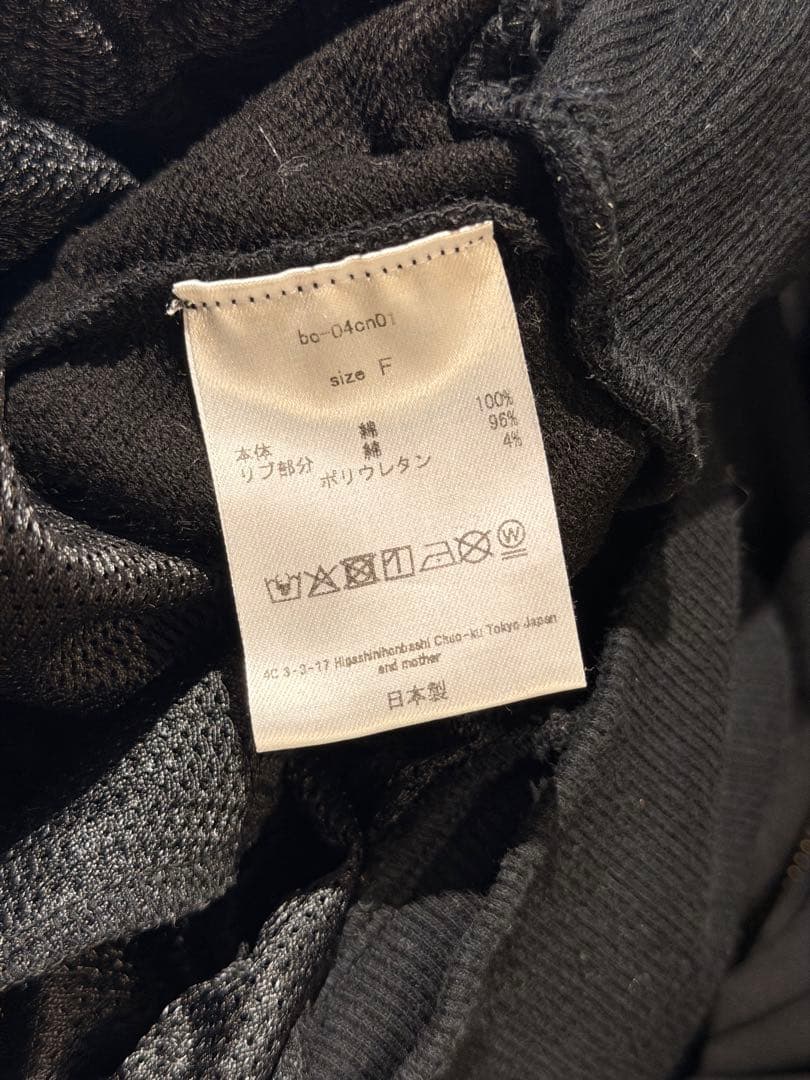 bc-04cn01
size F
本体 綿 100%
リブ部分 綿 96%
ポリウレタン 4%
W
4C 3-3-17 Higashinihonbashi Chuo-ku Tokyo Japan
and mother
日本製